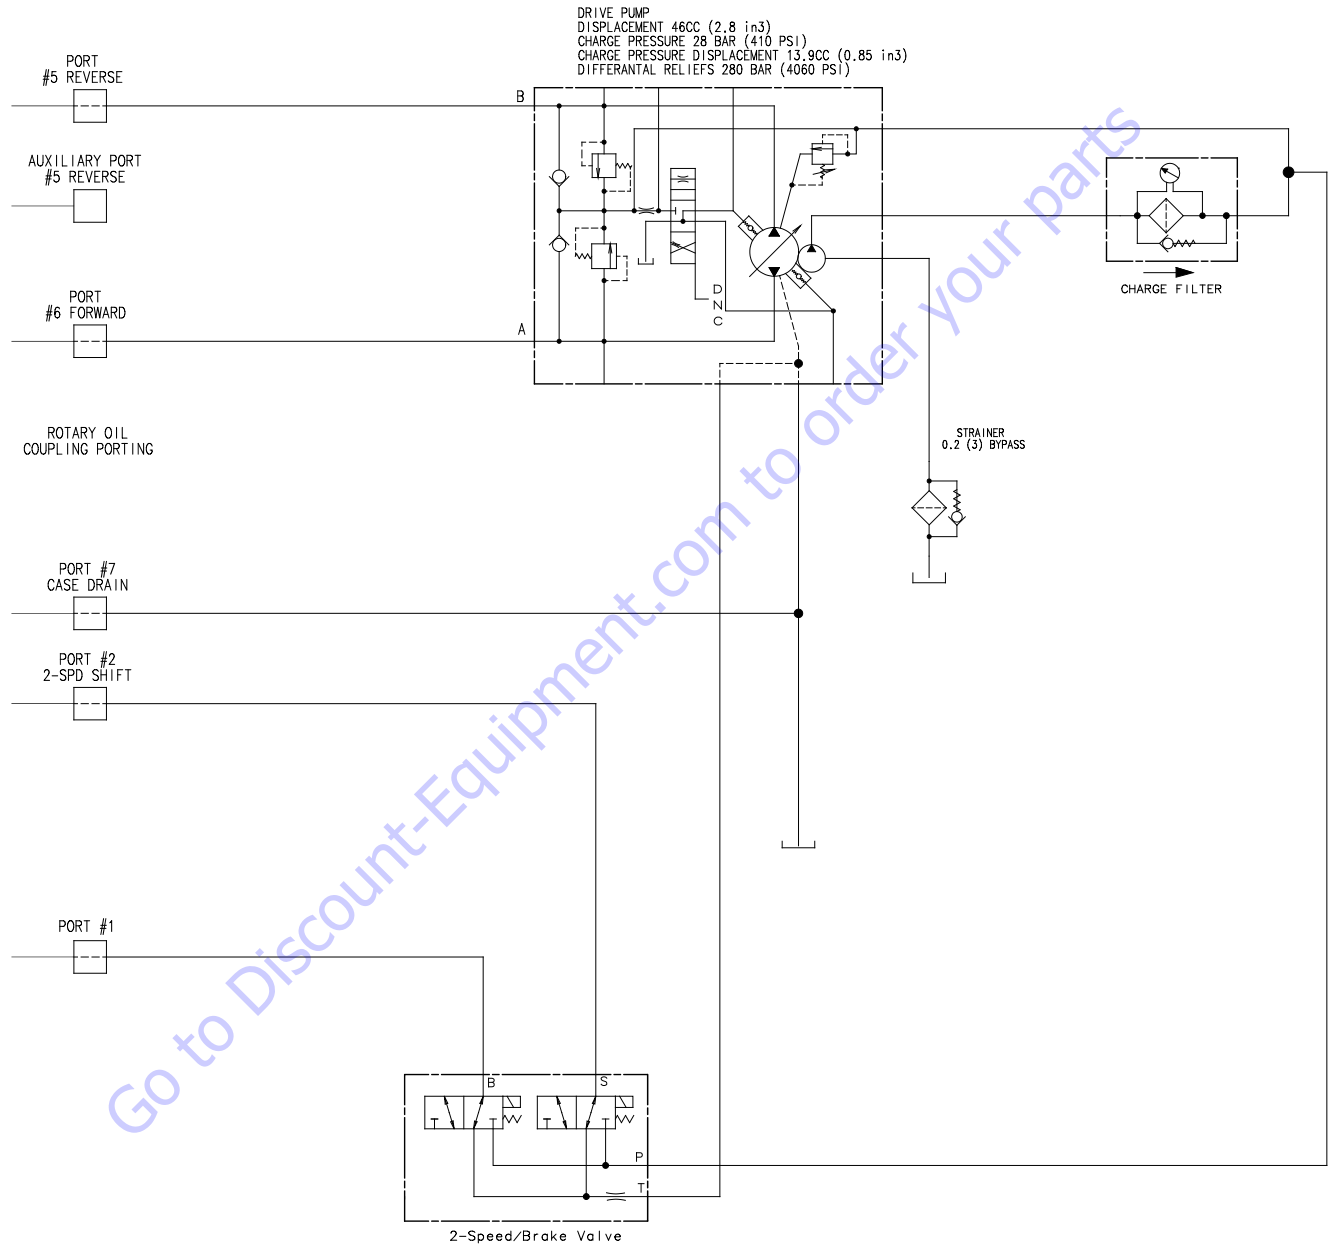 DRIVE PUMP
DISPLACEMENT 46CC (2.8 in3)
CHARGE PRESSURE 28 BAR (410 PSI)
CHARGE PRESSURE DISPLACEMENT 13.9CC (0.85 in3)
DIFFERANTAL RELIEFS 280 BAR (4060 PSI)
PORT
#5 REVERSE
B
AUXILIARY PORT
#5 REVERSE
CHARGE FILTER
D
N
C
PORT
#6 FORWARD
A
ROTARY OIL
COUPLING PORTING
STRAINER
0.2 (3) BYPASS
PORT #7
CASE DRAIN
PORT #2
2-SPD SHIFT
PORT #1
B
S
P
T
2-Speed/Brake Valve
Go to Discount-Equipment.com to order your parts